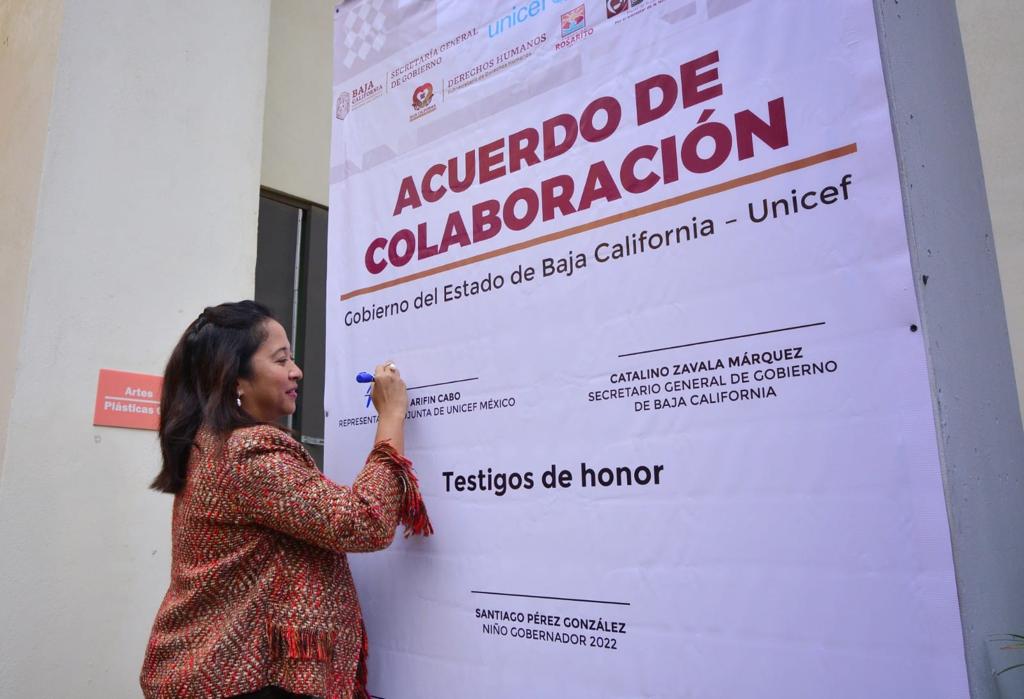 BAJA
CALIFORNIA
SECRETARÍA GENERAL
DE GOBIERNO
DERECHOS HUMANOS
unicef
ROSARITO
ACUERDO DE
COLABORACIÓN
Gobierno del Estado de Baja California – Unicef
ARIFIN CABO
UNICEF MÉXICO
CATALINO ZAVALA MÁRQUEZ
SECRETARIO GENERAL DE GOBIERNO
DE BAJA CALIFORNIA
Testigos de honor
SANTIAGO PÉREZ GONZÁLEZ
NIÑO GOBERNADOR 2022
Artes
Plásticas